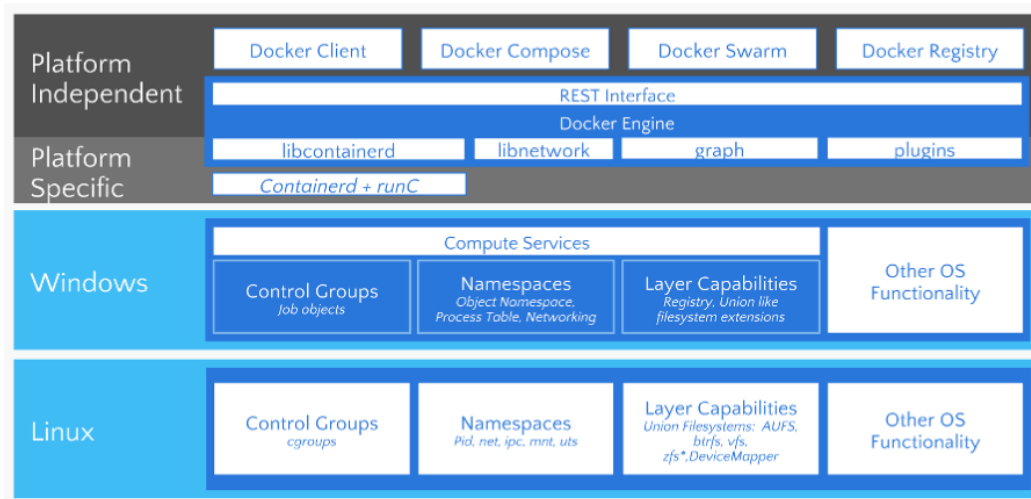 Platform
Independent
Docker Client
Docker Compose
Docker Swarm
Docker Registry
REST Interface
Docker Engine
Platform
Specific
libcontainerd
libnetwork
graph
plugins
Containerd + runC
Windows
Compute Services
Control Groups
Job objects
Namespaces
Object Namespace,
Process Table, Networking
Layer Capabilities
Registry, Union like
filesystem extensions
Other OS
Functionality
Linux
Control Groups
cgroups
Namespaces
Pid, net, ipc, mnt, uts
Layer Capabilities
Union Filesystems: AUFS,
btrfs, vfs,
zfs*,DeviceMapper
Other OS
Functionality